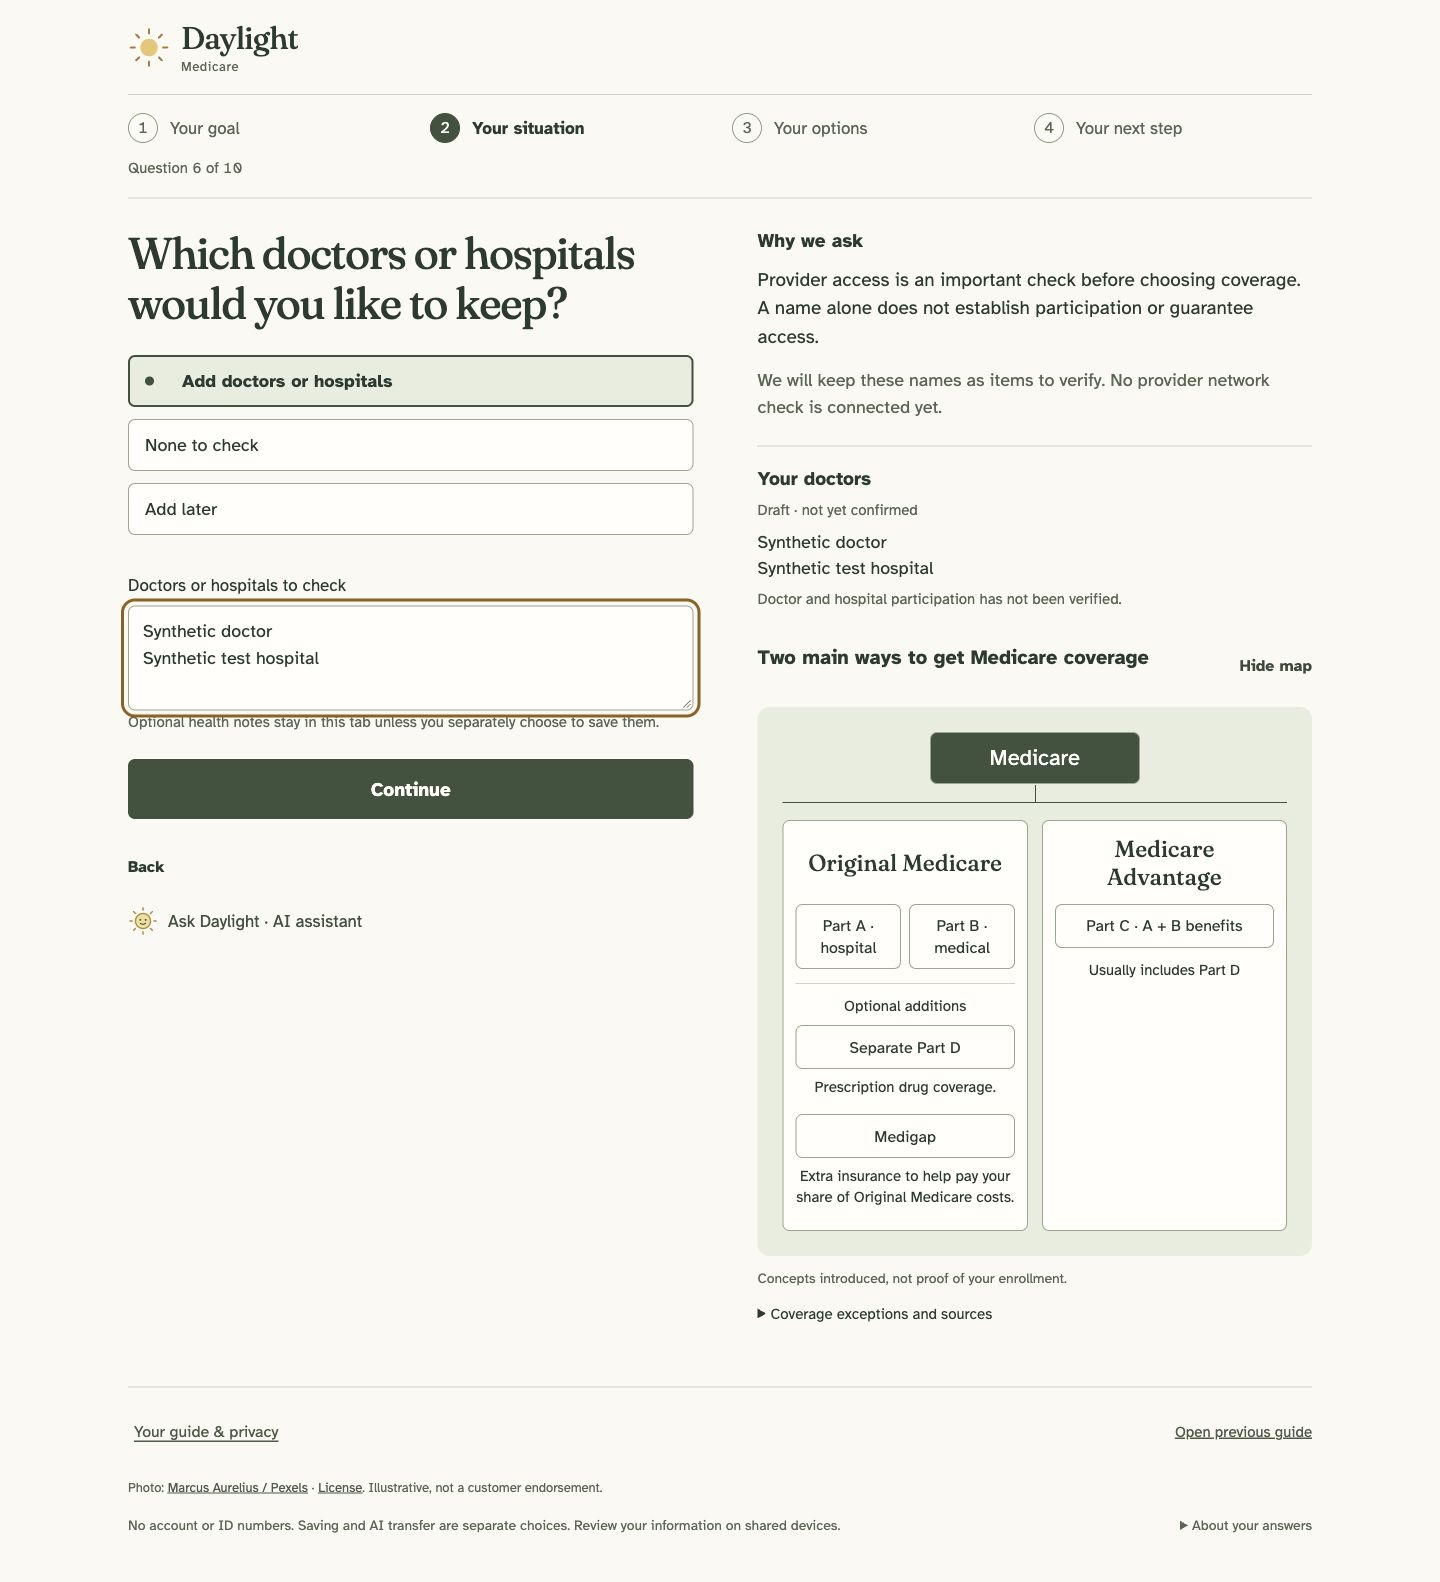 Daylight
Medicare
1 Your goal
2 Your situation
3 Your options
4 Your next step
Question 6 of 10
Which doctors or hospitals
would you like to keep?
Add doctors or hospitals
None to check
Add later
Doctors or hospitals to check
Synthetic doctor
Synthetic test hospital
Optional health notes stay in this tab unless you separately choose to save them.
Continue
Back
Ask Daylight · AI assistant
Why we ask
Provider access is an important check before choosing coverage.
A name alone does not establish participation or guarantee
access.
We will keep these names as items to verify. No provider network
check is connected yet.
Your doctors
Draft · not yet confirmed
Synthetic doctor
Synthetic test hospital
Doctor and hospital participation has not been verified.
Two main ways to get Medicare coverage
Hide map
Medicare
Original Medicare
Part A ·
hospital
Part B ·
medical
Optional additions
Separate Part D
Prescription drug coverage.
Medigap
Extra insurance to help pay your
share of Original Medicare costs.
Medicare
Advantage
Part C · A + B benefits
Usually includes Part D
Concepts introduced, not proof of your enrollment.
Coverage exceptions and sources
Your guide & privacy
Open previous guide
Photo: Marcus Aurelius / Pexels · License. Illustrative, not a customer endorsement.
No account or ID numbers. Saving and AI transfer are separate choices. Review your information on shared devices.
About your answers